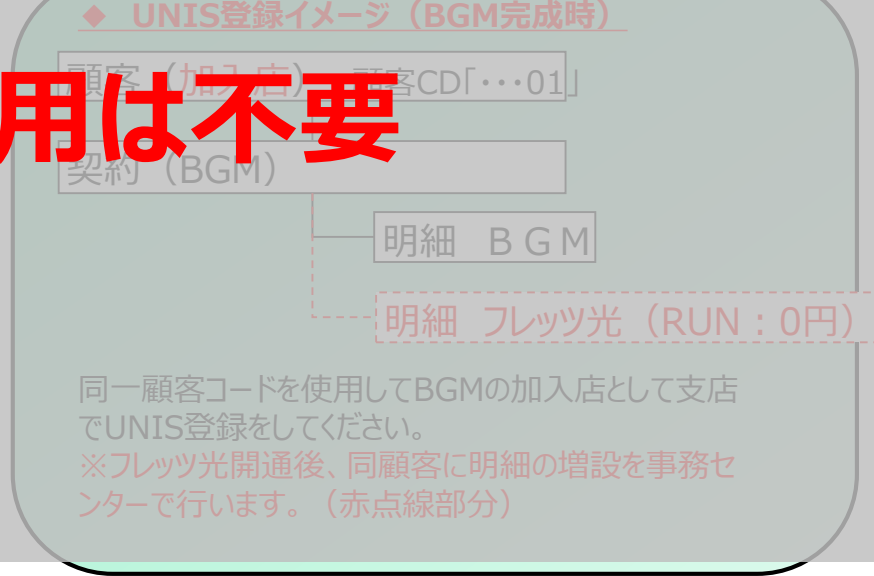 ◆ UNIS登録イメージ（BGM完成時）
顧客（加入店） 顧客CD「・・・01」
用は不要
契約（BGM）
明細　ＢＧＭ
明細　フレッツ光（RUN：0円）
同一顧客コードを使用してBGMの加入店として支店
でUNIS登録をしてください。
※フレッツ光開通後、同顧客に明細の増設を事務セ
ンターで行います。（赤点線部分）